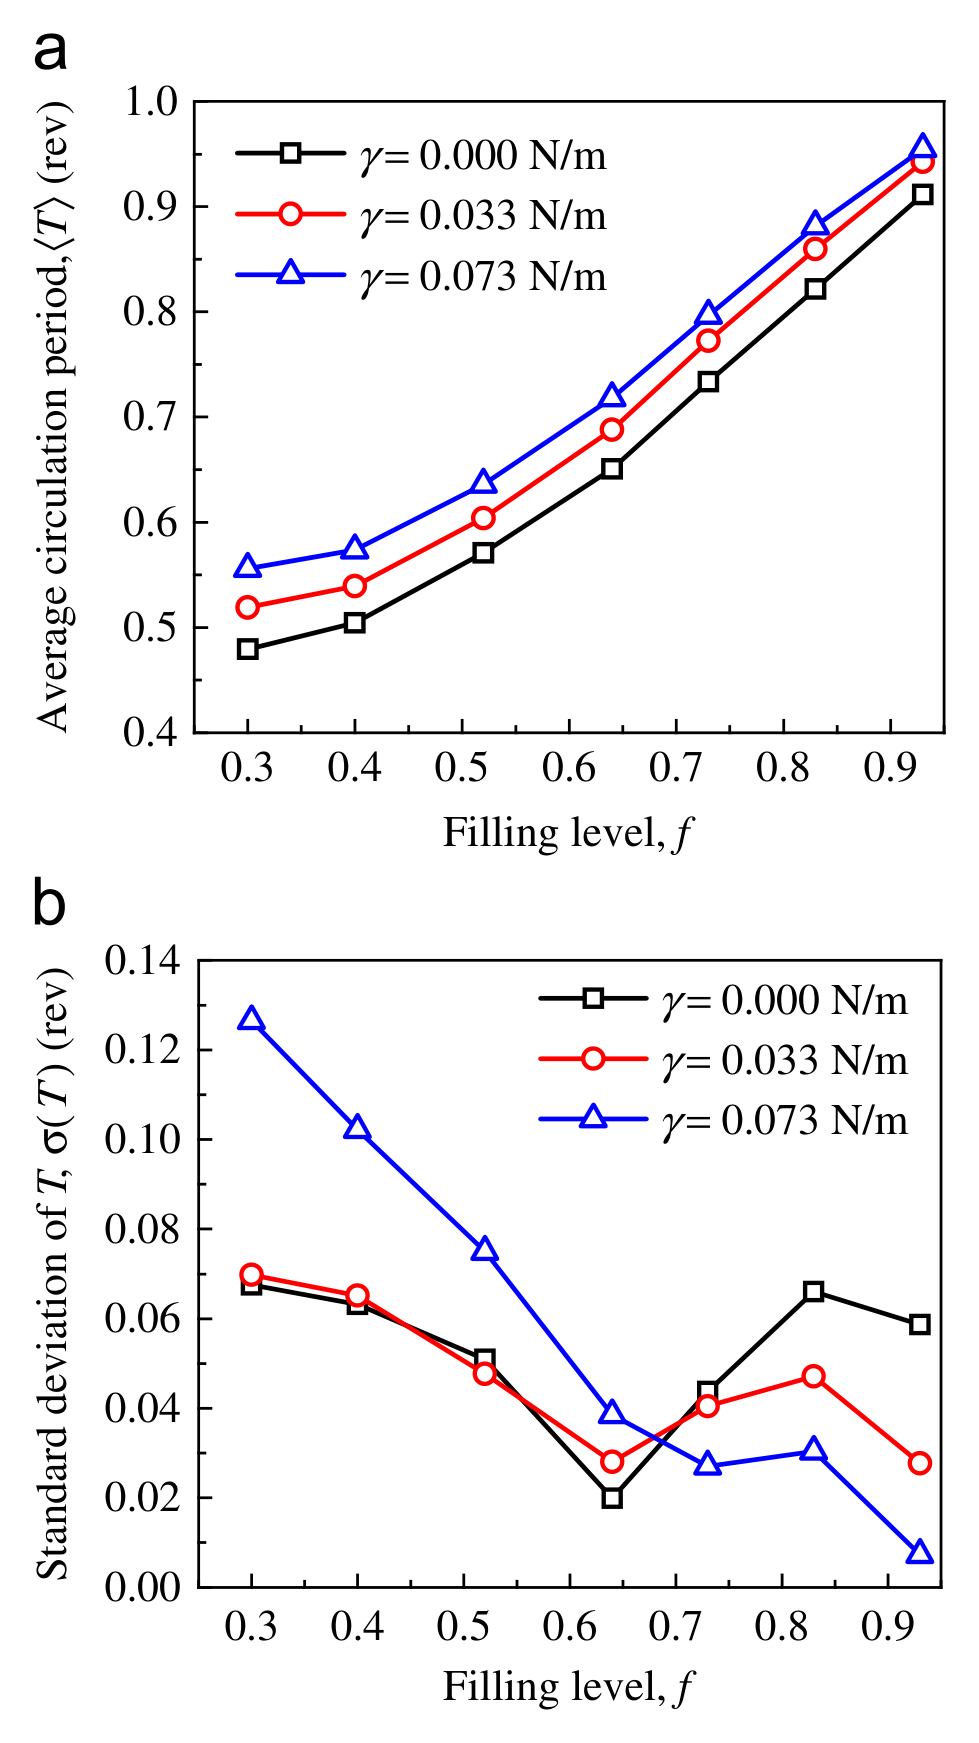 a
Average circulation period,⟨T⟩ (rev)
1.0
0.9
0.8
0.7
0.6
0.5
0.4
γ= 0.000 N/m
γ= 0.033 N/m
γ= 0.073 N/m
0.3 0.4 0.5 0.6 0.7 0.8 0.9
Filling level, f
b
Standard deviation of T, σ(T) (rev)
0.14
0.12
0.10
0.08
0.06
0.04
0.02
0.00
γ= 0.000 N/m
γ= 0.033 N/m
γ= 0.073 N/m
0.3 0.4 0.5 0.6 0.7 0.8 0.9
Filling level, f